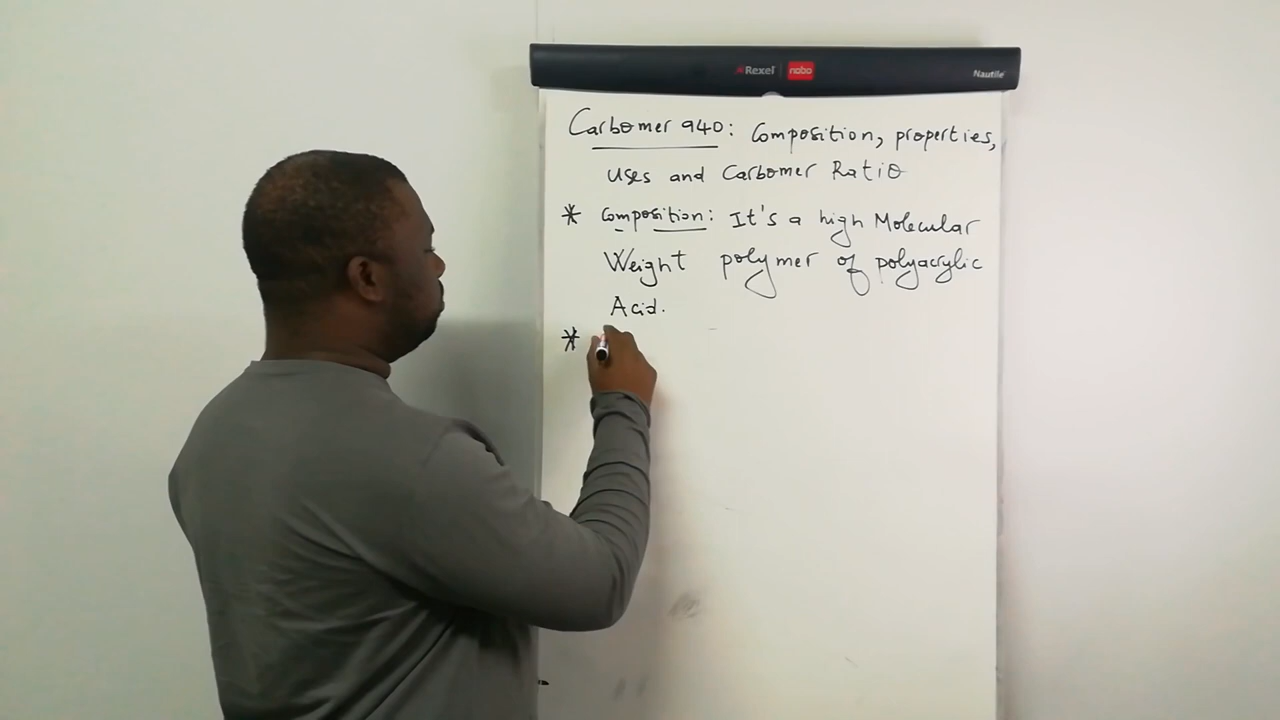 Rexel nobo Nautile
Carbomer 940: Composition, properties,
uses and Carbomer Ratio
* Composition: It's a high Molecular
Weight polymer of polyacrylic
Acid.
*